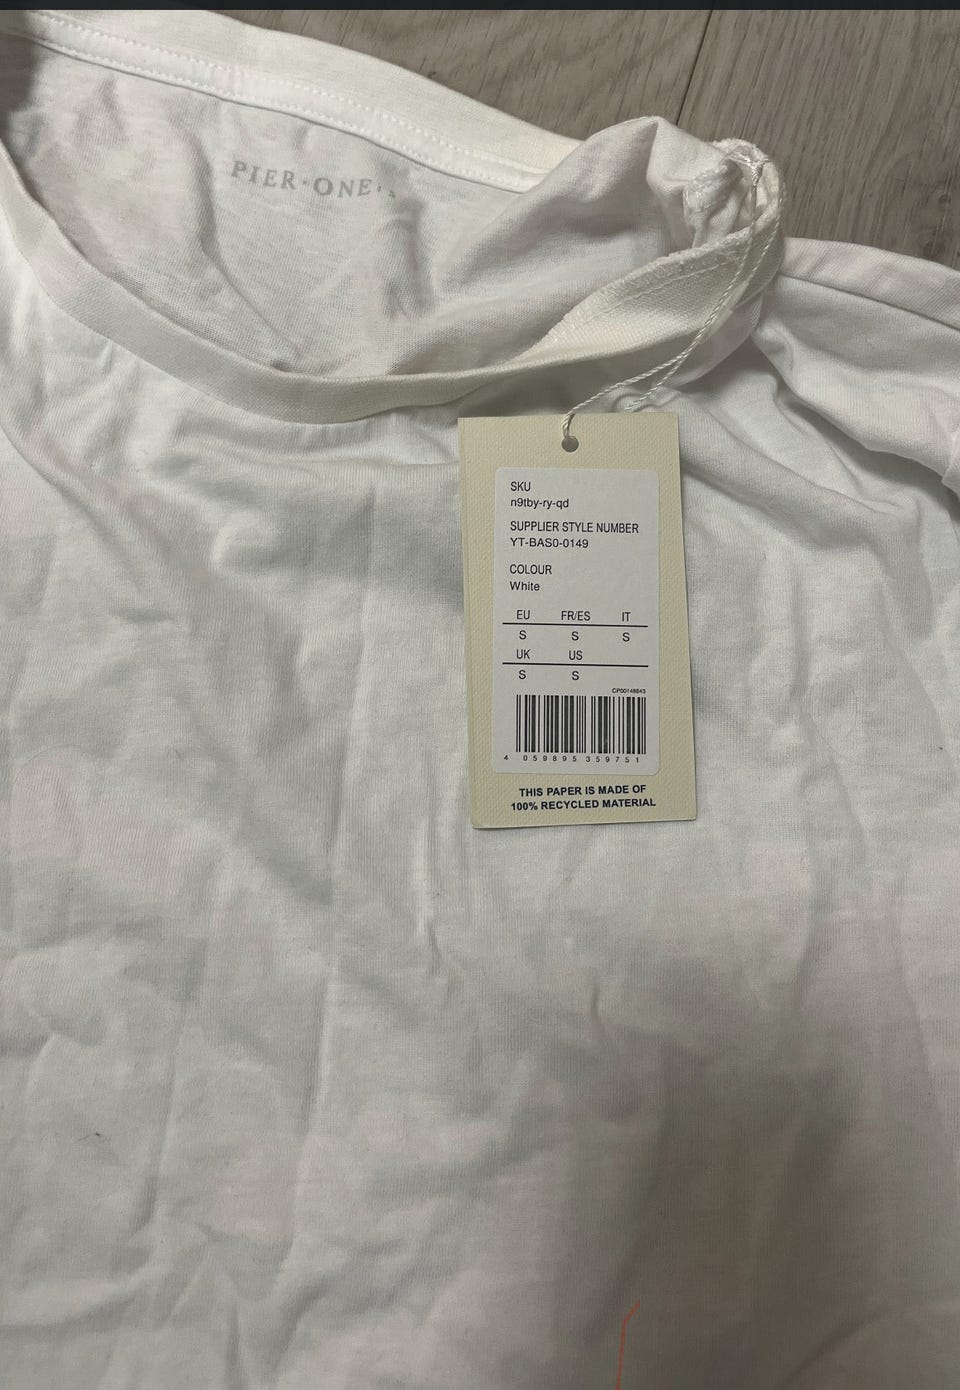 PIER·ONE
SKU
n9tby-ry-qd
SUPPLIER STYLE NUMBER
YT-BAS0-0149
COLOUR
White
EU FR/ES IT
S S S
UK US
S S
CP00148643
4 059895 359751
THIS PAPER IS MADE OF
100% RECYCLED MATERIAL